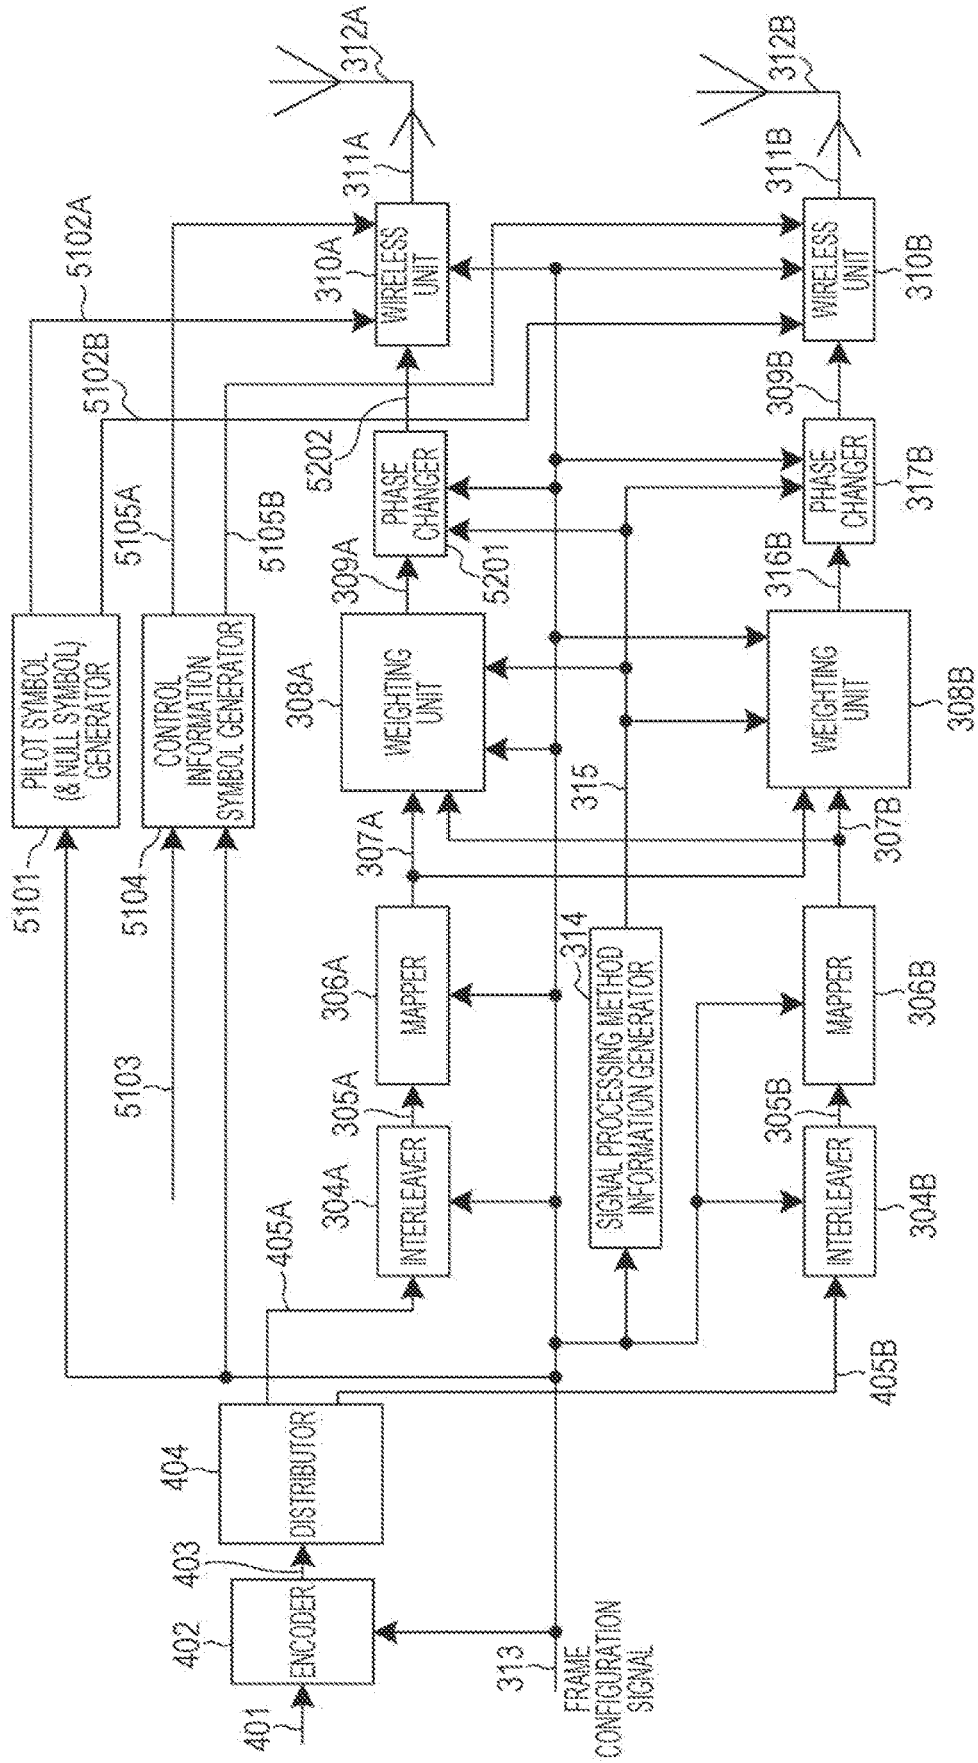 401
402
ENCODER
403
404
DISTRIBUTOR
405A
405B
313
FRAME
CONFIGURATION
SIGNAL
5101
PILOT SYMBOL
(& NULL SYMBOL)
GENERATOR
5102A
5102B
5103
5104
CONTROL
INFORMATION
SYMBOL GENERATOR
5105A
5105B
304A
INTERLEAVER
305A
306A
MAPPER
307A
308A
WEIGHTING
UNIT
309A
5201
PHASE
CHANGER
5202
310A
WIRELESS
UNIT
311A
312A
314
SIGNAL PROCESSING METHOD
INFORMATION GENERATOR
315
304B
INTERLEAVER
305B
306B
MAPPER
307B
308B
WEIGHTING
UNIT
316B
317B
PHASE
CHANGER
309B
310B
WIRELESS
UNIT
311B
312B